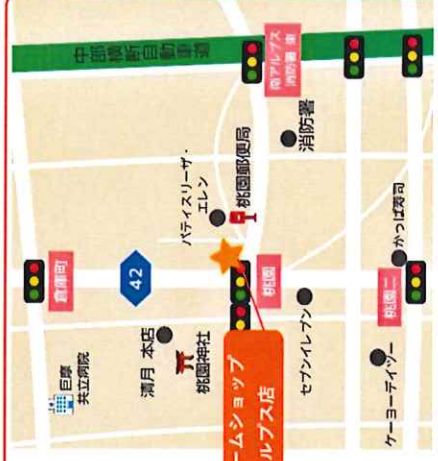 中部横断自動車道
南アルプス
消防署 東
消防署
パティスリーザ・
エレン
桃園郵便局
倉庫町
42
桃園
かっぱ寿司
桃園二
巨摩
共立病院
清月 本店
桃園神社
セブンイレブン
ケーヨーデイツー
ームショップ
ルプス店